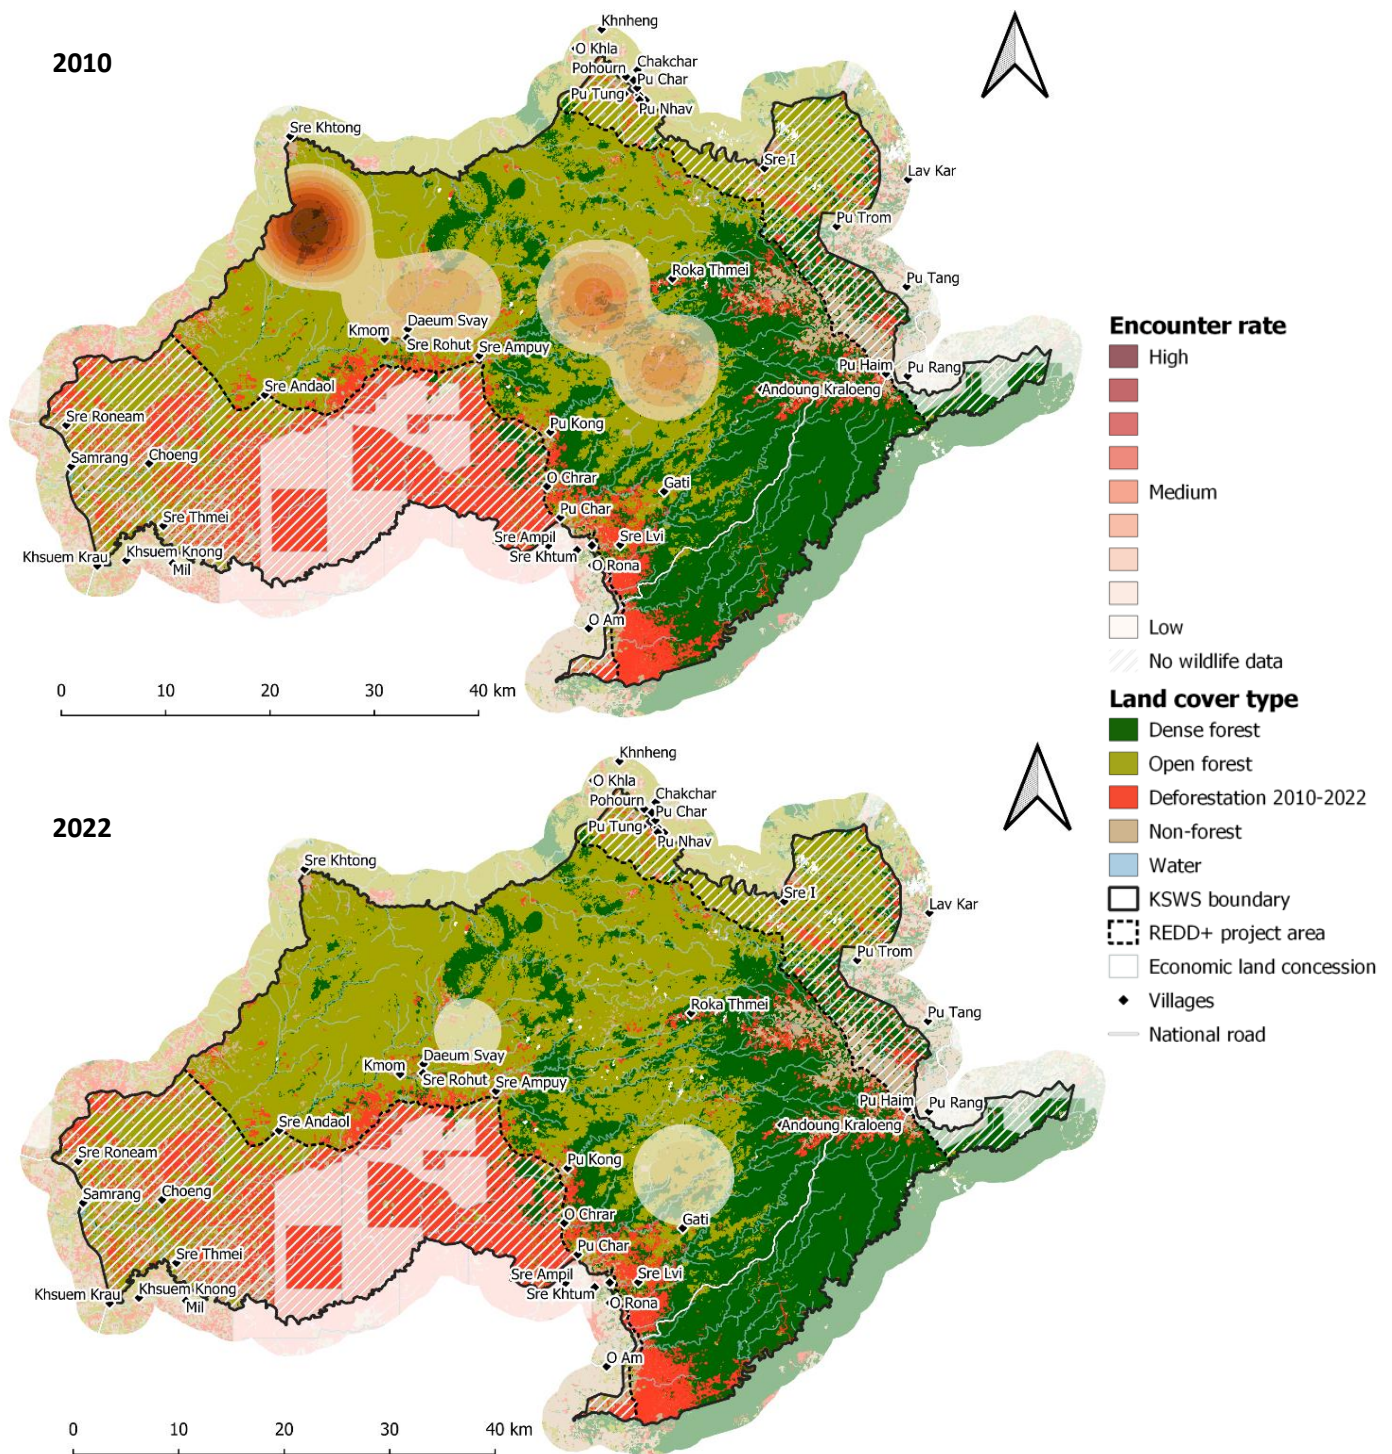 2010
Khnheng
O Khla
Chakchar
Pohourn
Pu Char
Pu Tung
Pu Nhav
Sre Khtong
Sre I
Lav Kar
Pu Trom
Roka Thmei
Pu Tang
Daeum Svay
Kmom
Sre Rohut
Sre Ampuy
Pu Haim
Pu Rang
Sre Andaol
Andoung Kraloeng
Sre Roneam
Pu Kong
Samrang
Choeng
O Chrar
Gati
Sre Thmei
Pu Char
Sre Ampil
Sre Lvi
Khsuem Krau
Khsuem Knong
Sre Khtum
Mil
O Rona
O Am
0 10 20 30 40 km
Encounter rate
High
Medium
Low
No wildlife data
Land cover type
Dense forest
Open forest
Deforestation 2010-2022
Non-forest
Water
KSWS boundary
REDD+ project area
Economic land concession
Villages
National road
2022
Khnheng
O Khla
Chakchar
Pohourn
Pu Char
Pu Tung
Pu Nhav
Sre Khtong
Sre I
Lav Kar
Pu Trom
Roka Thmei
Pu Tang
Daeum Svay
Kmom
Sre Rohut
Sre Ampuy
Pu Haim
Pu Rang
Sre Andaol
Andoung Kraloeng
Sre Roneam
Pu Kong
Samrang
Choeng
O Chrar
Gati
Sre Thmei
Pu Char
Sre Ampil
Sre Lvi
Khsuem Krau
Khsuem Knong
Sre Khtum
Mil
O Rona
O Am
0 10 20 30 40 km